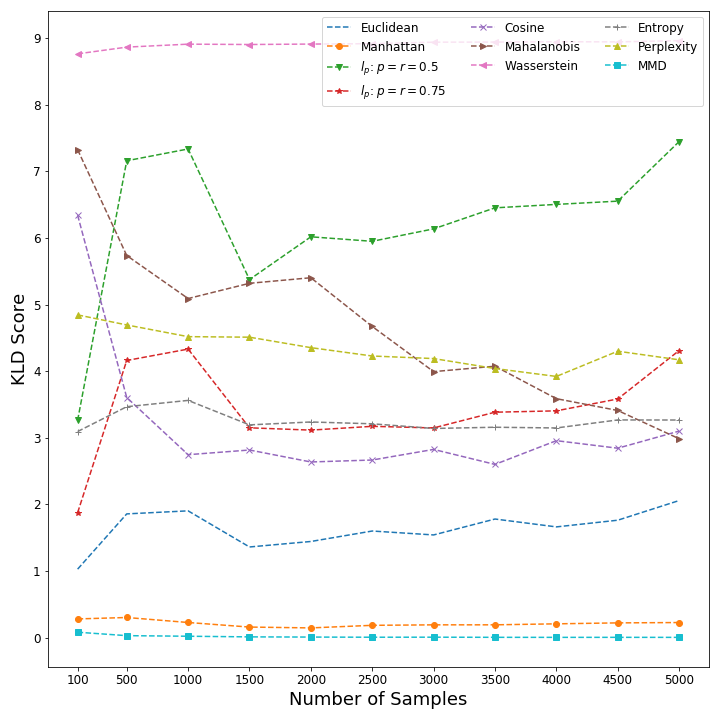 Euclidean
Manhattan
l_p: p = r = 0.5
l_p: p = r = 0.75
Cosine
Mahalanobis
Wasserstein
Entropy
Perplexity
MMD
9
8
7
6
5
4
3
2
1
0
KLD Score
100 500 1000 1500 2000 2500 3000 3500 4000 4500 5000
Number of Samples